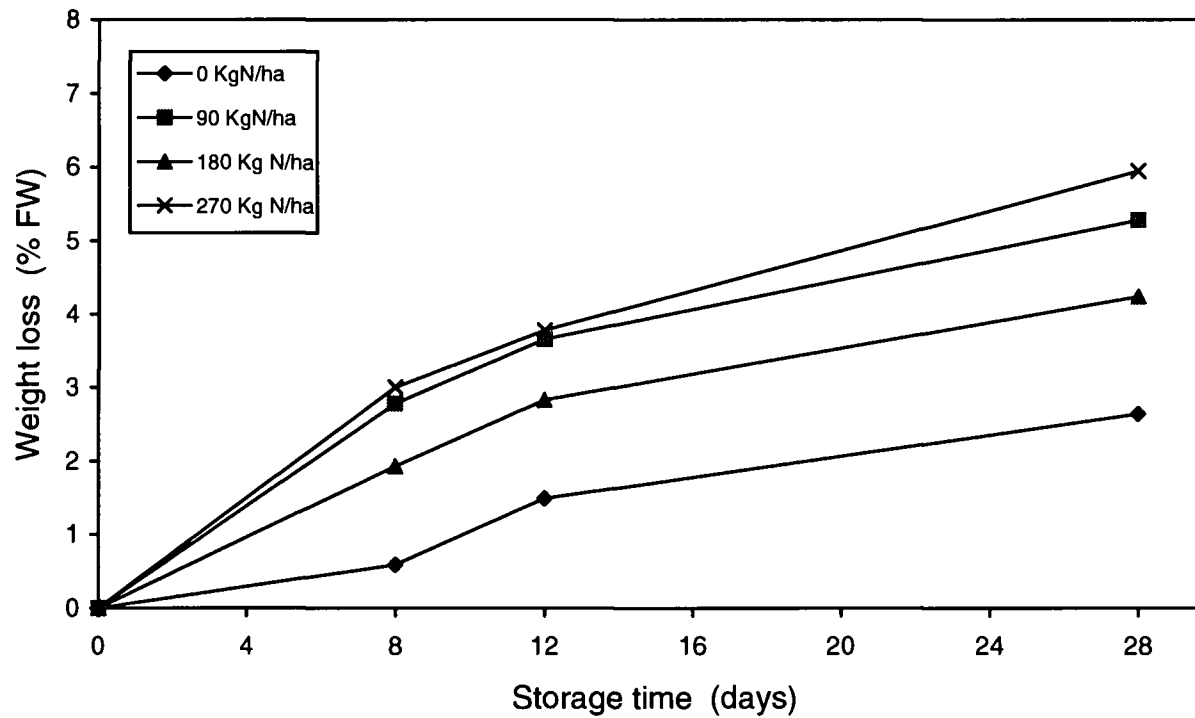 8
7
6
5
4
3
2
1
0
Weight loss (% FW)
0 KgN/ha
90 KgN/ha
180 Kg N/ha
270 Kg N/ha
0 4 8 12 16 20 24 28
Storage time (days)